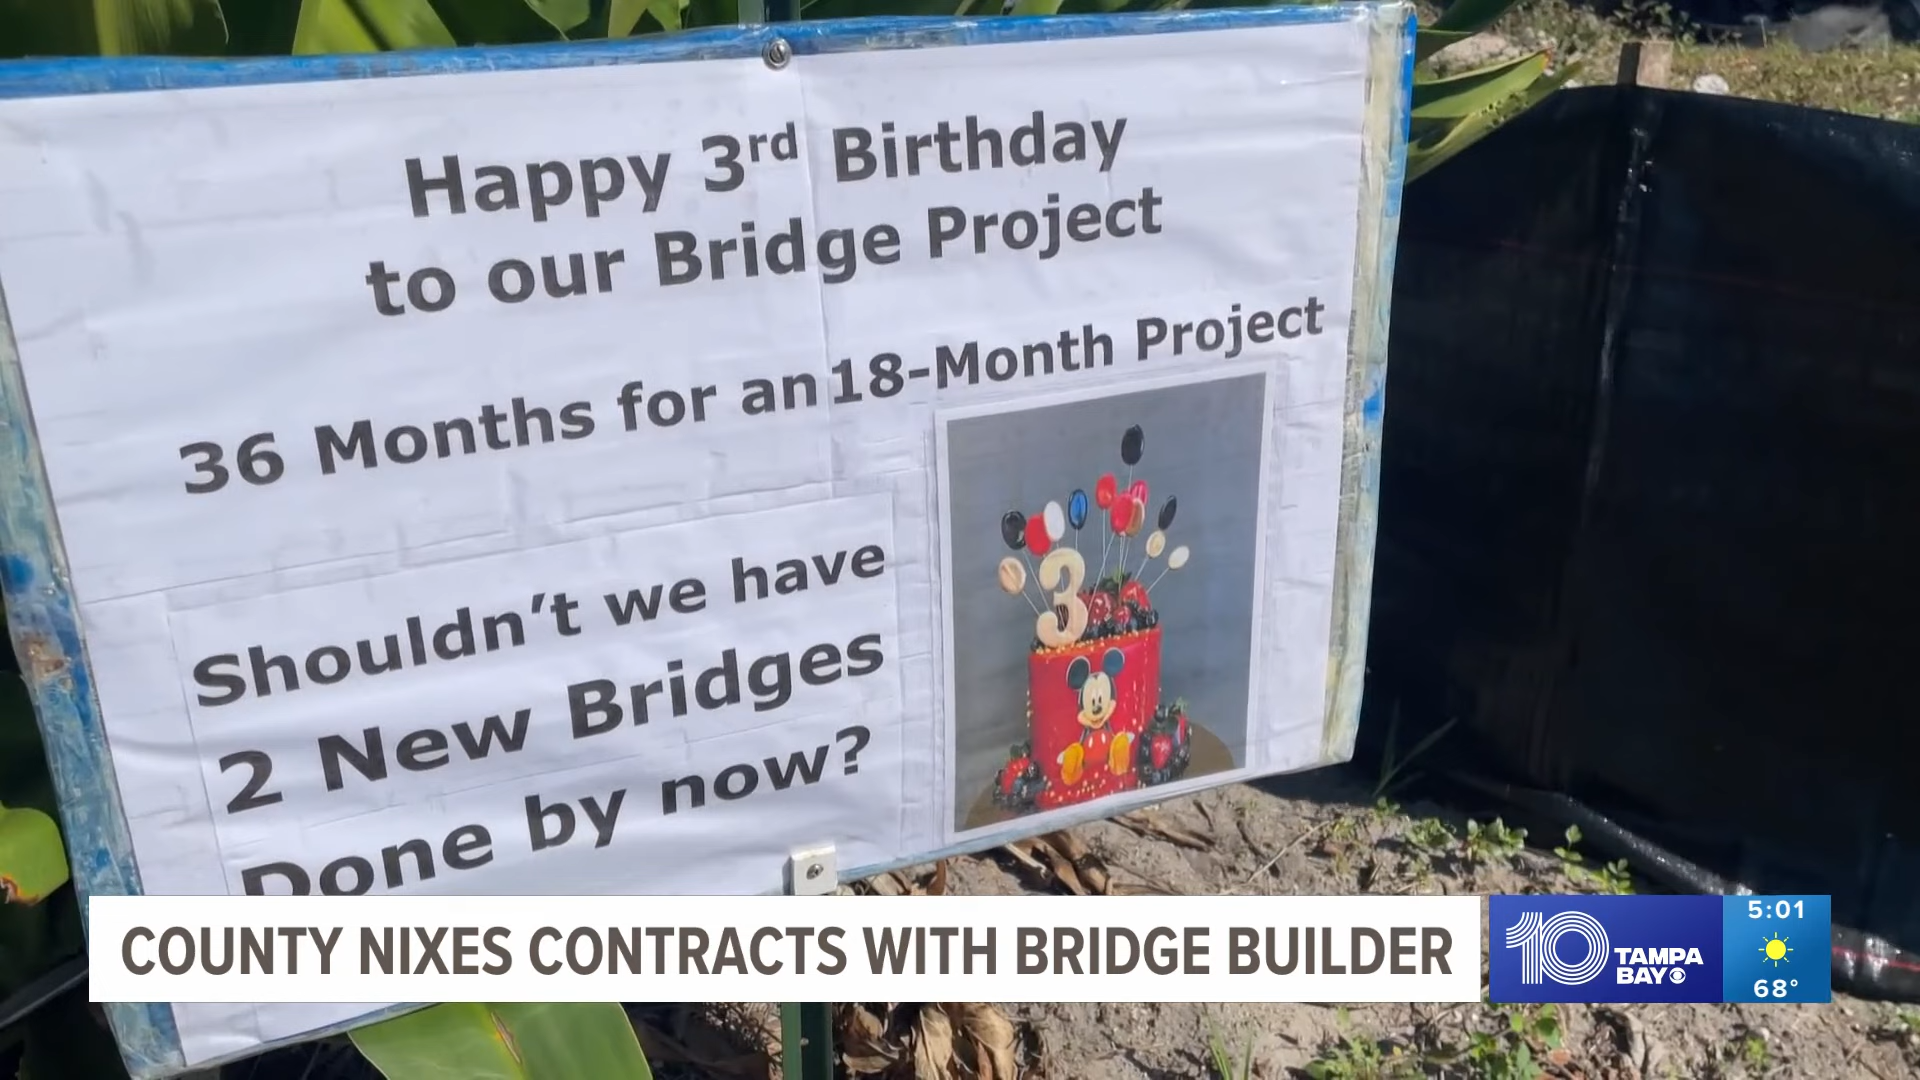 Happy 3rd Birthday
to our Bridge Project
36 Months for an 18-Month Project
Shouldn't we have
2 New Bridges
Done by now?
3
COUNTY NIXES CONTRACTS WITH BRIDGE BUILDER
10 TAMPA BAY
5:01
68°